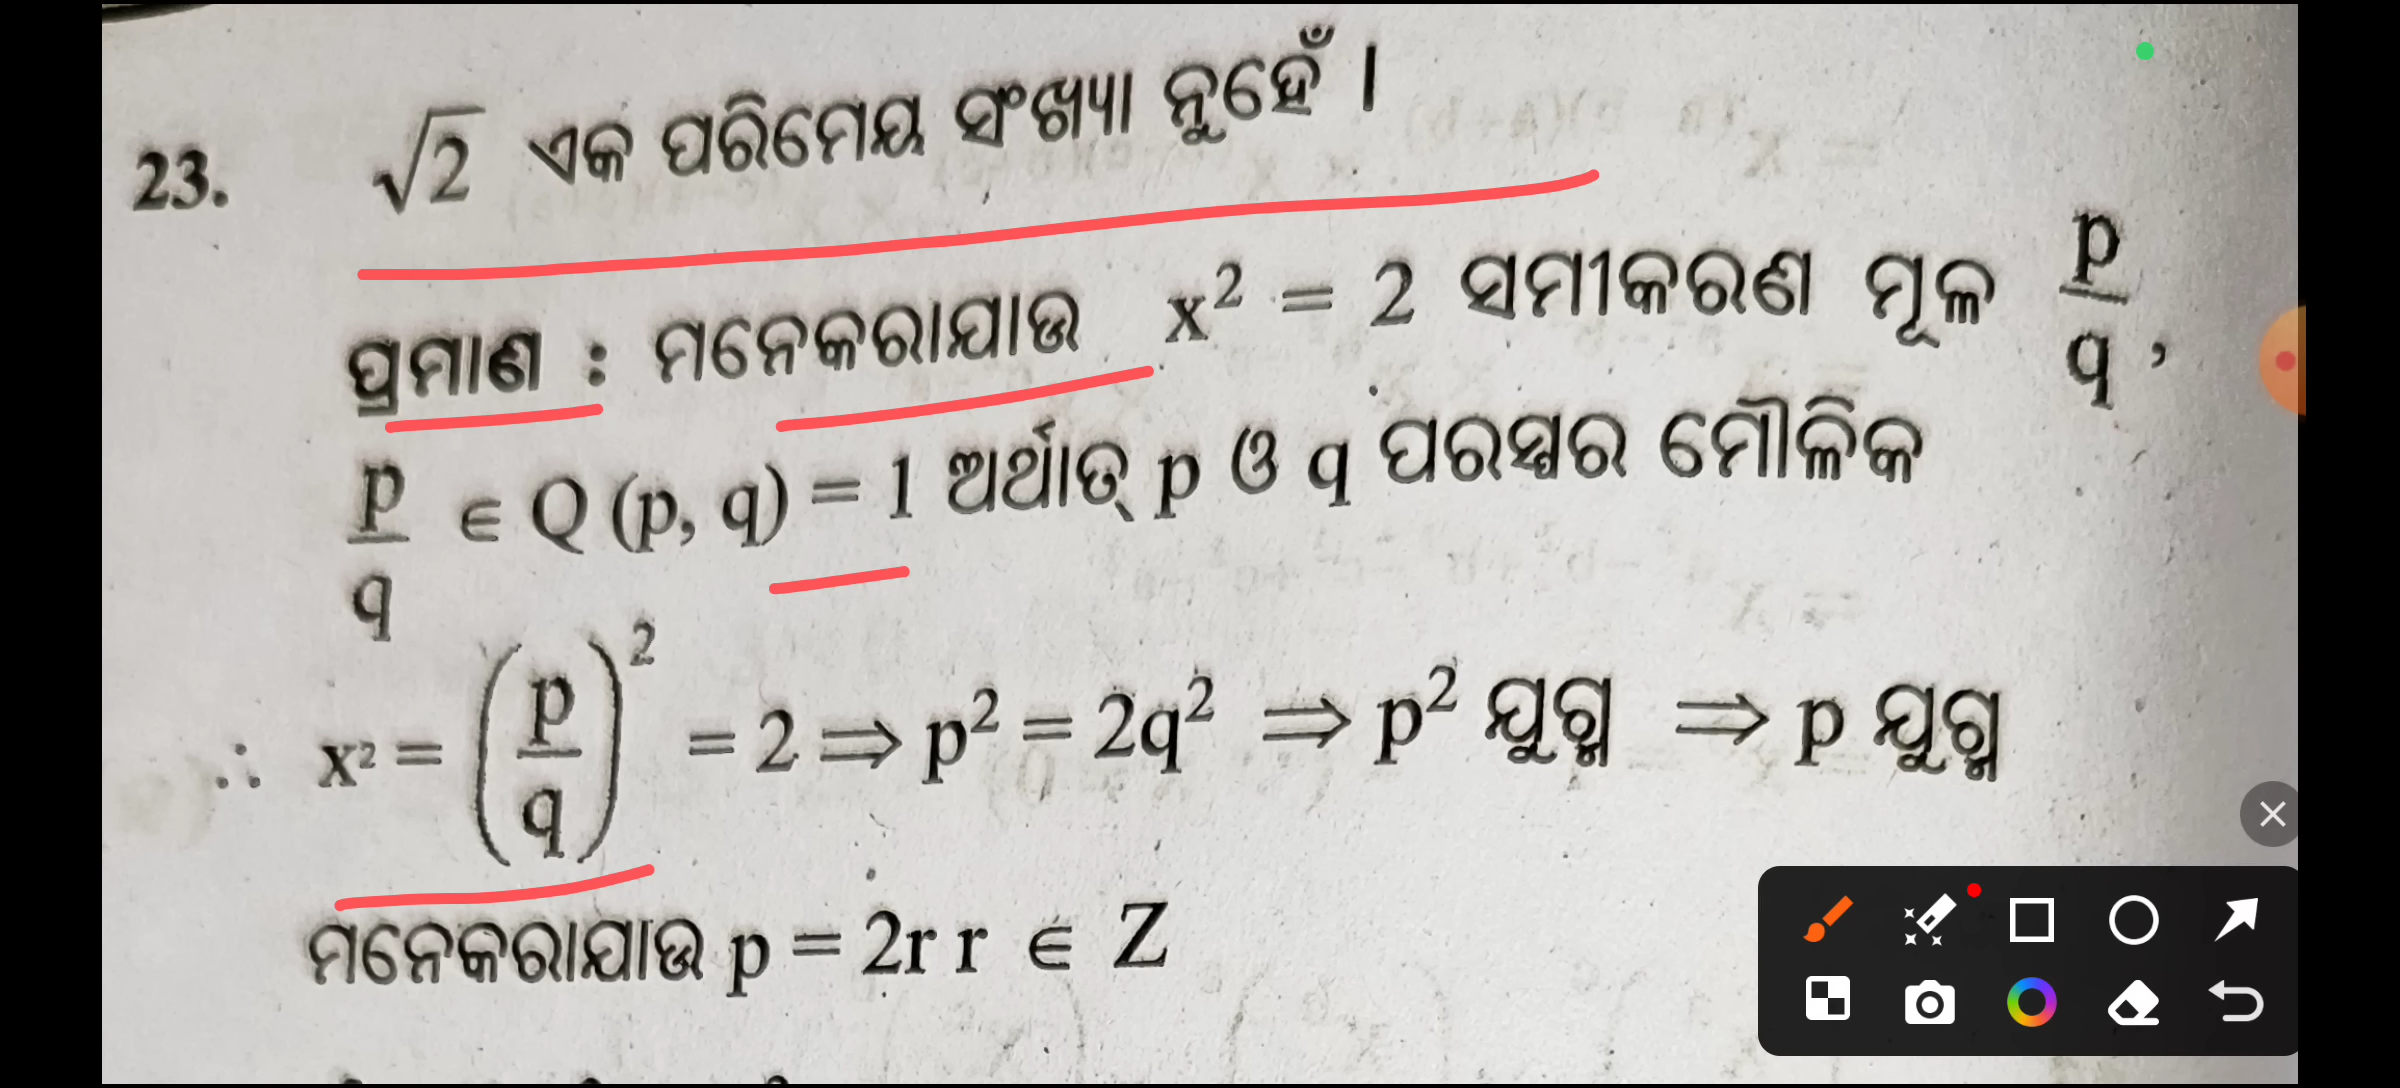 23. √2 ଏକ ପରିମେୟ ସଂଖ୍ୟା ନୁହେଁ ।
ପ୍ରମାଣ : ମନେକରାଯାଉ x² = 2 ସମୀକରଣ ମୂଳ p/q ,
p/q ∈ Q (p, q) = 1 ଅର୍ଥାତ୍ p ଓ q ପରସ୍ପର ମୌଳିକ
∴ x² = (p/q)² = 2 ⇒ p² = 2q² ⇒ p² ଯୁଗ୍ମ ⇒ p ଯୁଗ୍ମ
ମନେକରାଯାଉ p = 2r r ∈ Z